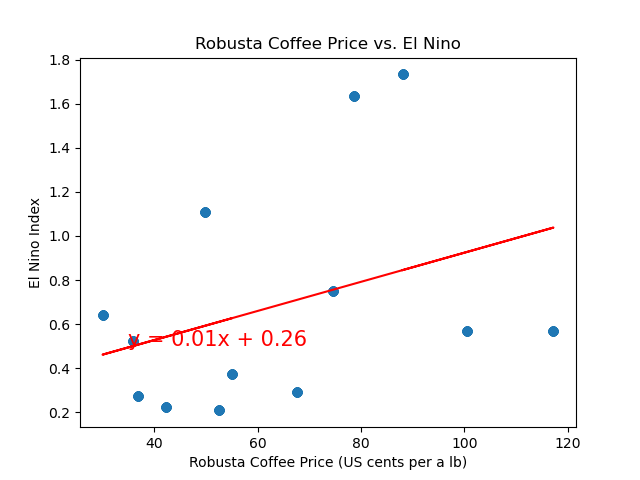 Robusta Coffee Price vs. El Nino
1.8
1.6
1.4
1.2
1.0
0.8
0.6
0.4
0.2
El Nino Index
y = 0.01x + 0.26
40 60 80 100 120
Robusta Coffee Price (US cents per a lb)